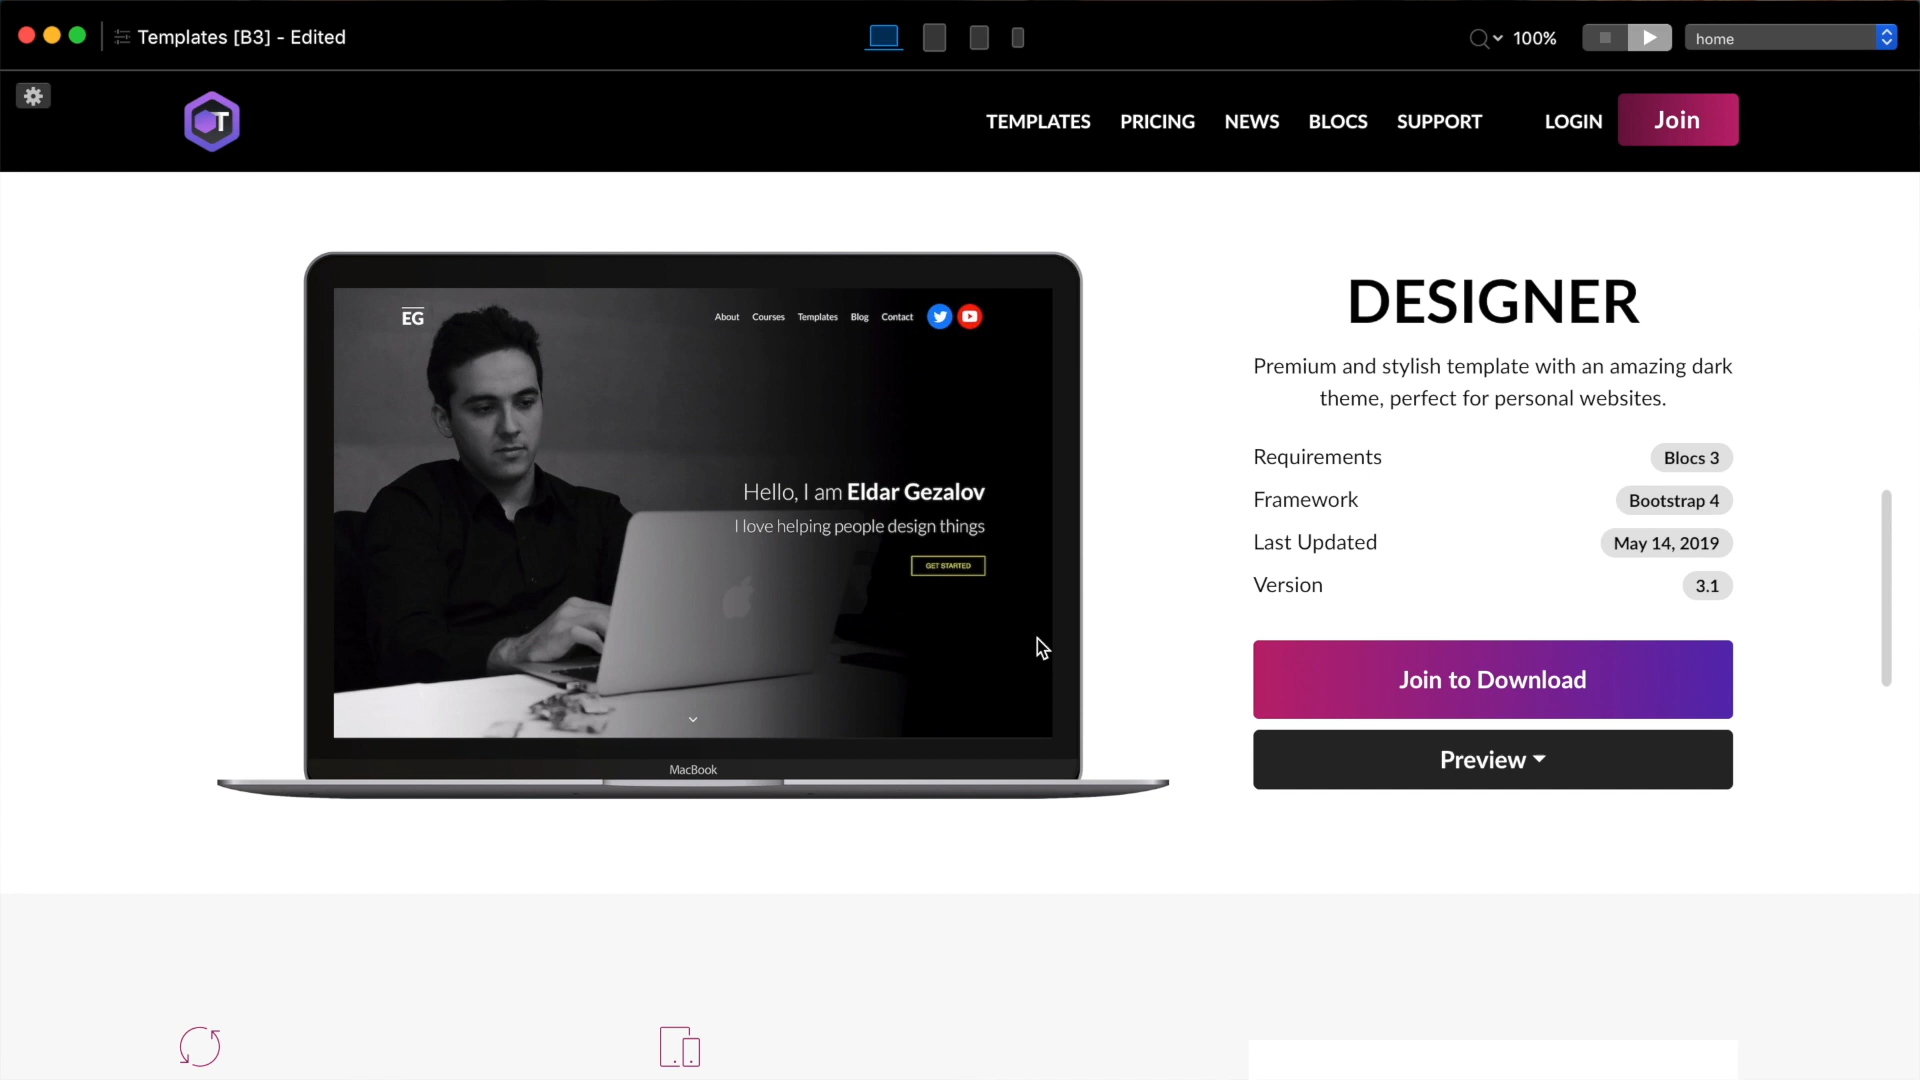 Templates [B3] - Edited
100%
home
T
TEMPLATES PRICING NEWS BLOCS SUPPORT LOGIN Join
EG
About Courses Templates Blog Contact
Hello, I am Eldar Gezalov
I love helping people design things
GET STARTED
MacBook
DESIGNER
Premium and stylish template with an amazing dark
theme, perfect for personal websites.
Requirements Blocs 3
Framework Bootstrap 4
Last Updated May 14, 2019
Version 3.1
Join to Download
Preview